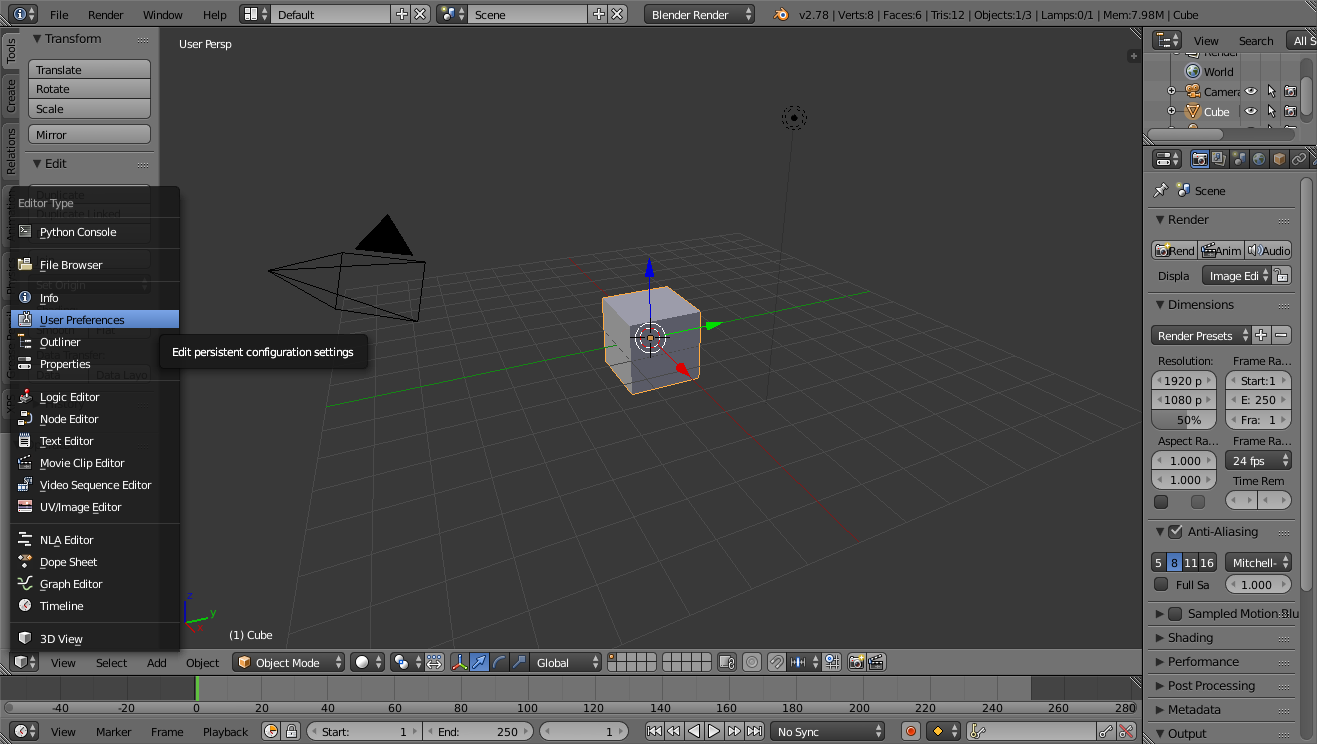 File Render Window Help Default Scene Blender Render v2.78 | Verts:8 | Faces:6 | Tris:12 | Objects:1/3 | Lamps:0/1 | Mem:7.98M | Cube
Tools
Create
Relations
Transform
Translate
Rotate
Scale
Mirror
Edit
User Persp
Editor Type
Python Console
File Browser
Info
User Preferences
Outliner
Properties
Logic Editor
Node Editor
Text Editor
Movie Clip Editor
Video Sequence Editor
UV/Image Editor
NLA Editor
Dope Sheet
Graph Editor
Timeline
3D View
Edit persistent configuration settings
z
y
x
(1) Cube
View Select Add Object Object Mode Global
-40 -20 0 20 40 60 80 100 120 140 160 180 200 220 240 260 280
View Marker Frame Playback Start: 1 End: 250 1 No Sync
View Search All S
World
Camera
Cube
Scene
Render
Rend Anim Audio
Displa Image Edi
Dimensions
Render Presets
Resolution: Frame Ra...
1920 p Start:1
1080 p E: 250
50% Fra: 1
Aspect Ra... Frame Ra...
1.000 24 fps
1.000 Time Rem
Anti-Aliasing
5 8 11 16 Mitchell-
Full Sa 1.000
Sampled Motion Blu
Shading
Performance
Post Processing
Metadata
Output